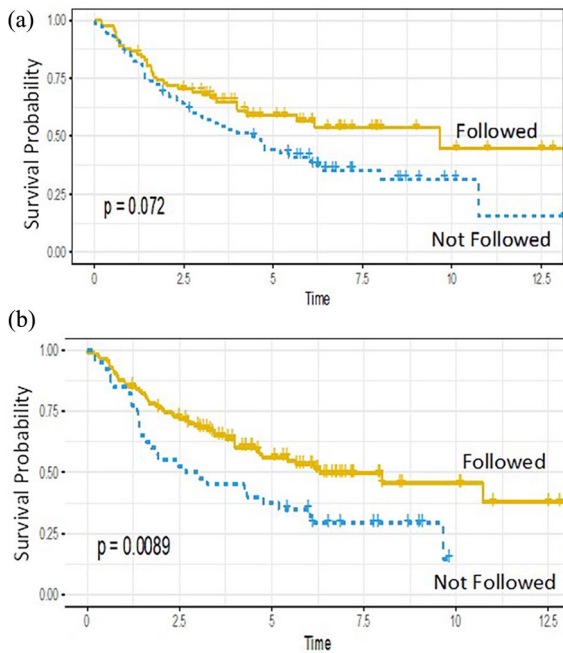 (a)
Survival Probability
1.00
0.75
0.50
0.25
0.00
Followed
p = 0.072
Not Followed
0
2.5
5
7.5
10
12.5
Time
(b)
Survival Probability
1.00
0.75
0.50
0.25
0.00
Followed
p = 0.0089
Not Followed
0
2.5
5
7.5
10
12.5
Time